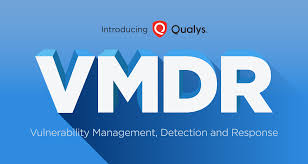 Introducing Qualys.
VMDR
Vulnerability Management, Detection and Response